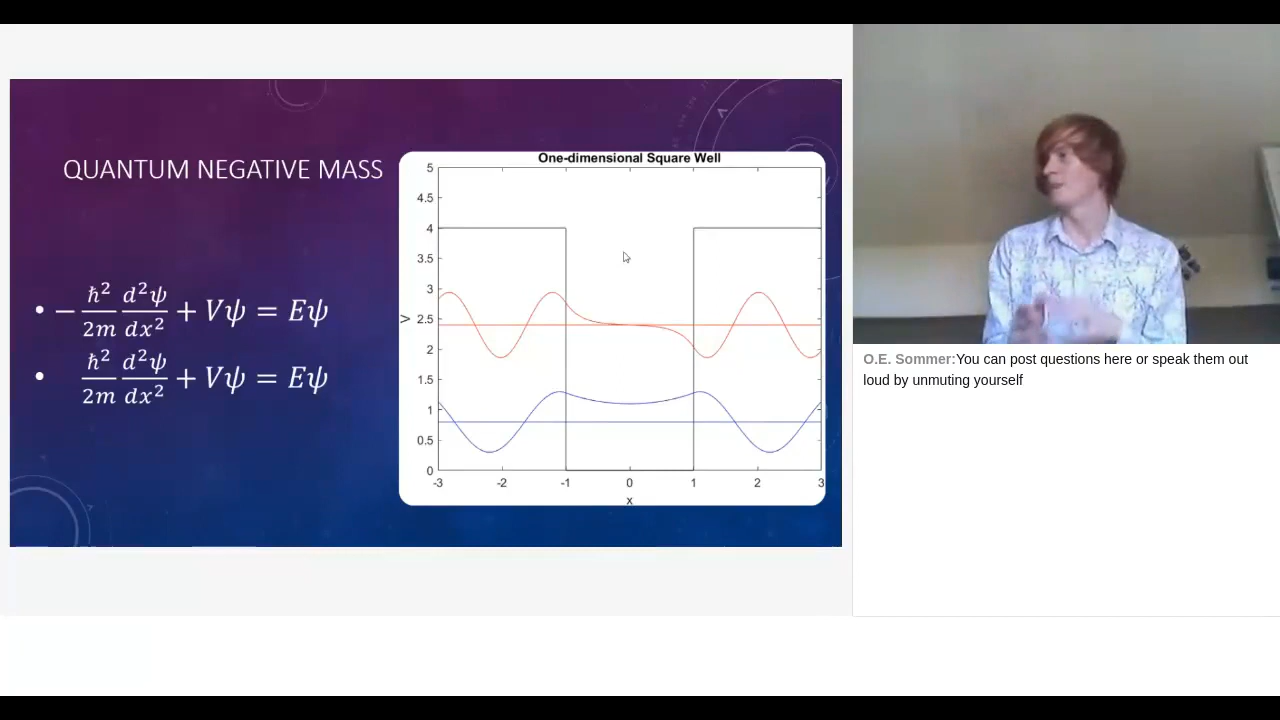 QUANTUM NEGATIVE MASS
• −ħ²/2m d²ψ/dx² + Vψ = Eψ
• ħ²/2m d²ψ/dx² + Vψ = Eψ
One-dimensional Square Well
5
4.5
4
3.5
3
2.5
2
1.5
1
0.5
0
V
-3 -2 -1 0 1 2 3
x
O.E. Sommer:You can post questions here or speak them out
loud by unmuting yourself